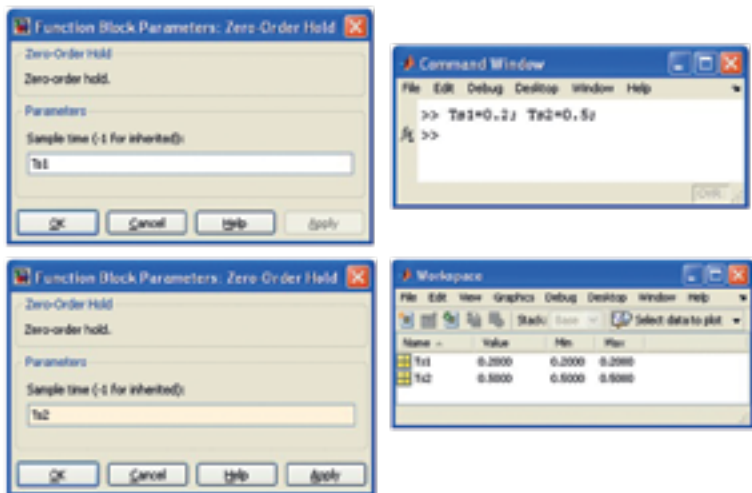 Function Block Parameters: Zero-Order Hold
Zero-Order Hold
Zero-order hold.
Parameters
Sample time (-1 for inherited):
Ts1
OK Cancel Help Apply
Command Window
File Edit Debug Desktop Window Help
>> Ts1=0.2; Ts2=0.5;
fx >>
OVR
Function Block Parameters: Zero-Order Hold
Zero-Order Hold
Zero-order hold.
Parameters
Sample time (-1 for inherited):
Ts2
OK Cancel Help Apply
Workspace
File Edit View Graphics Debug Desktop Window Help
Stack: Base Select data to plot
Name Value Min Max
Ts1 0.2000 0.2000 0.2000
Ts2 0.5000 0.5000 0.5000